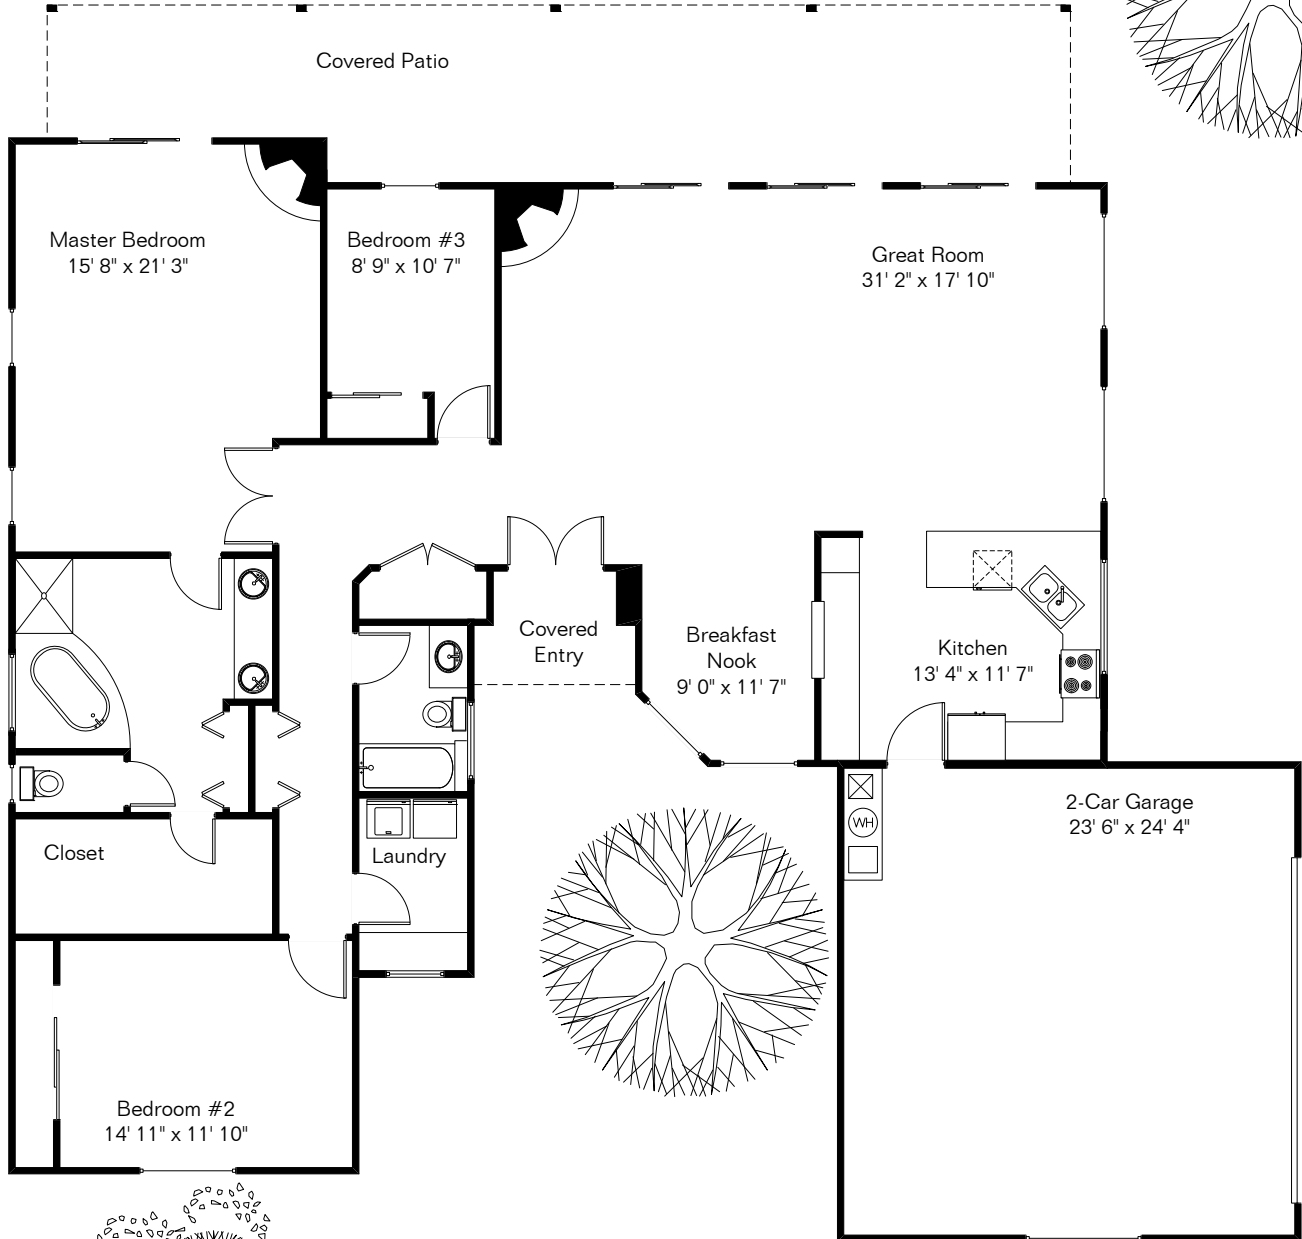 Covered Patio
Master Bedroom
15' 8" x 21' 3"
Bedroom #3
8' 9" x 10' 7"
Great Room
31' 2" x 17' 10"
Covered
Entry
Breakfast
Nook
9' 0" x 11' 7"
Kitchen
13' 4" x 11' 7"
2-Car Garage
23' 6" x 24' 4"
WH
Closet
Laundry
Bedroom #2
14' 11" x 11' 10"